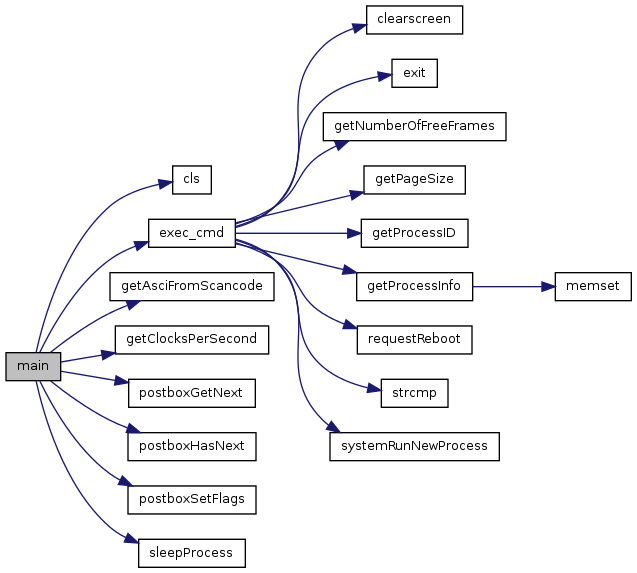 clearscreen
exit
getNumberOfFreeFrames
cls
getPageSize
exec_cmd
getProcessID
getAsciFromScancode
getProcessInfo
memset
getClocksPerSecond
requestReboot
main
postboxGetNext
strcmp
postboxHasNext
systemRunNewProcess
postboxSetFlags
sleepProcess